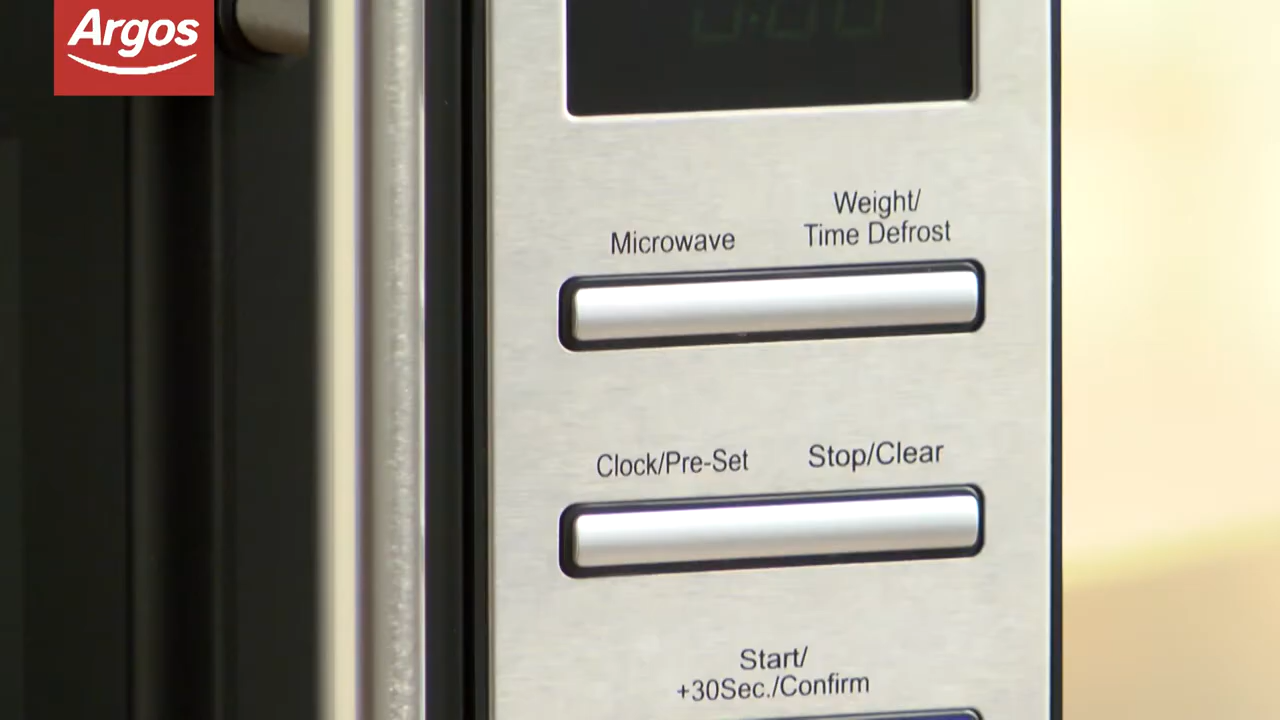 Argos
Weight/
Microwave
Time Defrost
Clock/Pre-Set
Stop/Clear
Start/
+30Sec./Confirm